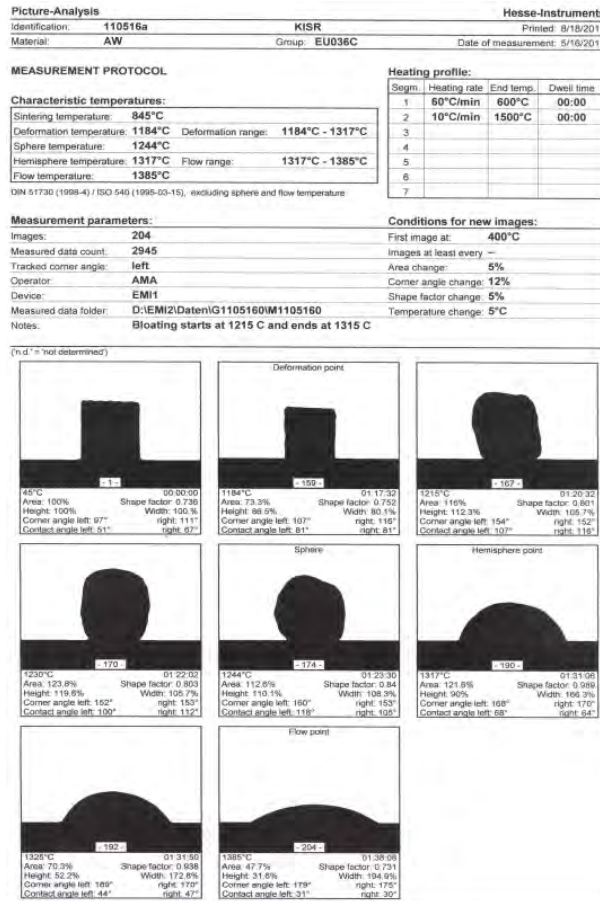 Picture-Analysis
Hesse-Instruments
Identification: 110516a KISR Printed: 8/18/201
Material: AW Group: EU036C Date of measurement: 5/16/201
MEASUREMENT PROTOCOL
Characteristic temperatures:
Sintering temperature: 845°C
Deformation temperature: 1184°C Deformation range: 1184°C - 1317°C
Sphere temperature: 1244°C
Hemisphere temperature: 1317°C Flow range: 1317°C - 1385°C
Flow temperature: 1385°C
DIN 51730 (1998-4) / ISO 540 (1995-03-15), excluding sphere and flow temperature
Heating profile:
Segm. Heating rate End temp. Dwell time
1 60°C/min 600°C 00:00
2 10°C/min 1500°C 00:00
3
4
5
6
7
Measurement parameters:
Images: 204
Measured data count: 2945
Tracked corner angle: left
Operator: AMA
Device: EMI1
Measured data folder: D:\EMI2\Daten\G1105160\M1105160
Notes: Bloating starts at 1215 C and ends at 1315 C
Conditions for new images:
First image at: 400°C
Images at least every –
Area change: 5%
Corner angle change: 12%
Shape factor change: 5%
Temperature change: 5°C
('n.d.' = 'not determined')
- 1 -
45°C 00:00:00
Area: 100% Shape factor: 0.736
Height: 100% Width: 100.%
Corner angle left: 97° right: 111°
Contact angle left: 51° right: 67°
Deformation point
- 159 -
1184°C 01:17:32
Area: 73.3% Shape factor: 0.752
Height: 88.5% Width: 80.1%
Corner angle left: 107° right: 116°
Contact angle left: 81° right: 81°
- 167 -
1215°C 01:20:32
Area: 116% Shape factor: 0.801
Height: 112.3% Width: 105.7%
Corner angle left: 154° right: 152°
Contact angle left: 107° right: 116°
- 170 -
1230°C 01:22:02
Area: 123.8% Shape factor: 0.803
Height: 119.6% Width: 105.7%
Corner angle left: 152° right: 153°
Contact angle left: 100° right: 112°
Sphere
- 174 -
1244°C 01:23:30
Area: 112.6% Shape factor: 0.84
Height: 110.1% Width: 108.3%
Corner angle left: 160° right: 153°
Contact angle left: 118° right: 105°
Hemisphere point
- 190 -
1317°C 01:31:06
Area: 121.6% Shape factor: 0.989
Height: 90% Width: 166.3%
Corner angle left: 168° right: 170°
Contact angle left: 68° right: 64°
- 192 -
1325°C 01:31:50
Area: 70.3% Shape factor: 0.938
Height: 52.2% Width: 172.8%
Corner angle left: 169° right: 170°
Contact angle left: 44° right: 47°
Flow point
- 204 -
1385°C 01:38:06
Area: 47.7% Shape factor: 0.731
Height: 31.6% Width: 194.9%
Corner angle left: 179° right: 175°
Contact angle left: 31° right: 30°